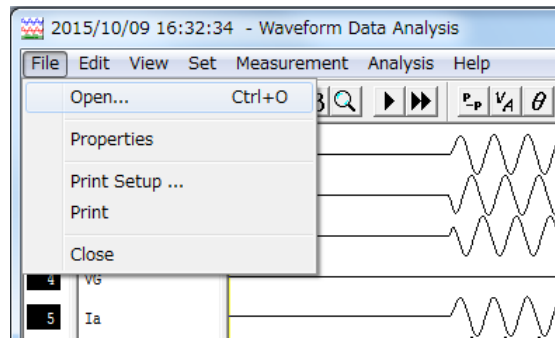 2015/10/09 16:32:34 - Waveform Data Analysis
File Edit View Set Measurement Analysis Help
Open... Ctrl+O
P-P VA θ
Properties
Print Setup ...
Print
Close
4 VG
5 Ia